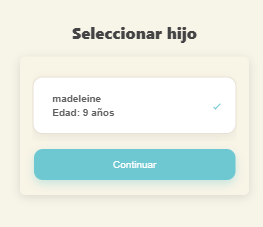 Seleccionar hijo
madeleine
Edad: 9 años
Continuar